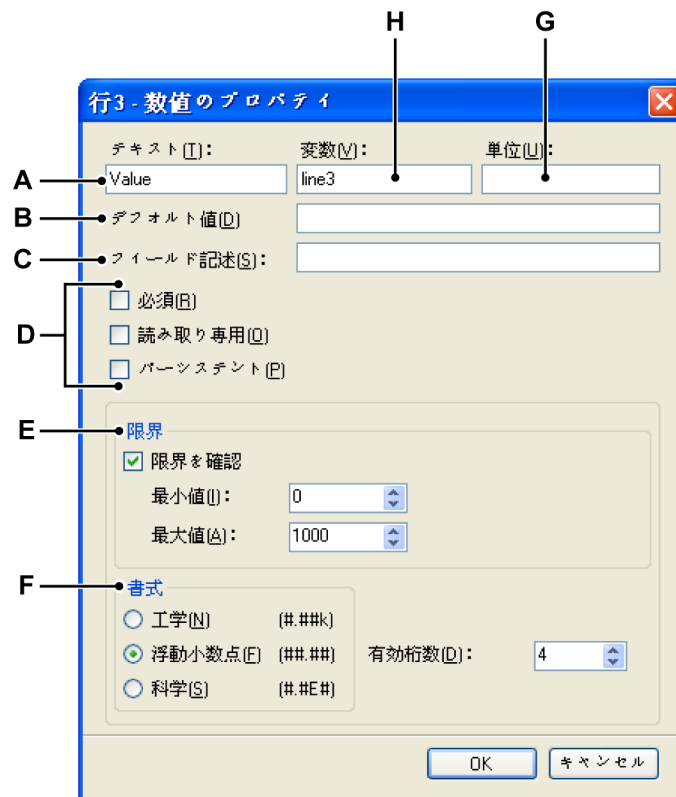 H G
行3 - 数値のプロパティ
テキスト(T): 変数(V): 単位(U):
A Value line3
B デフォルト値(D)
C フィールド記述(S):
D 必須(R)
読み取り専用(O)
パーシステント(P)
E 限界
限界を確認
最小値(I): 0
最大値(A): 1000
F 書式
工学(N) (#.##k)
浮動小数点(F) (##.##) 有効桁数(D): 4
科学(S) (#.#E#)
OK キャンセル